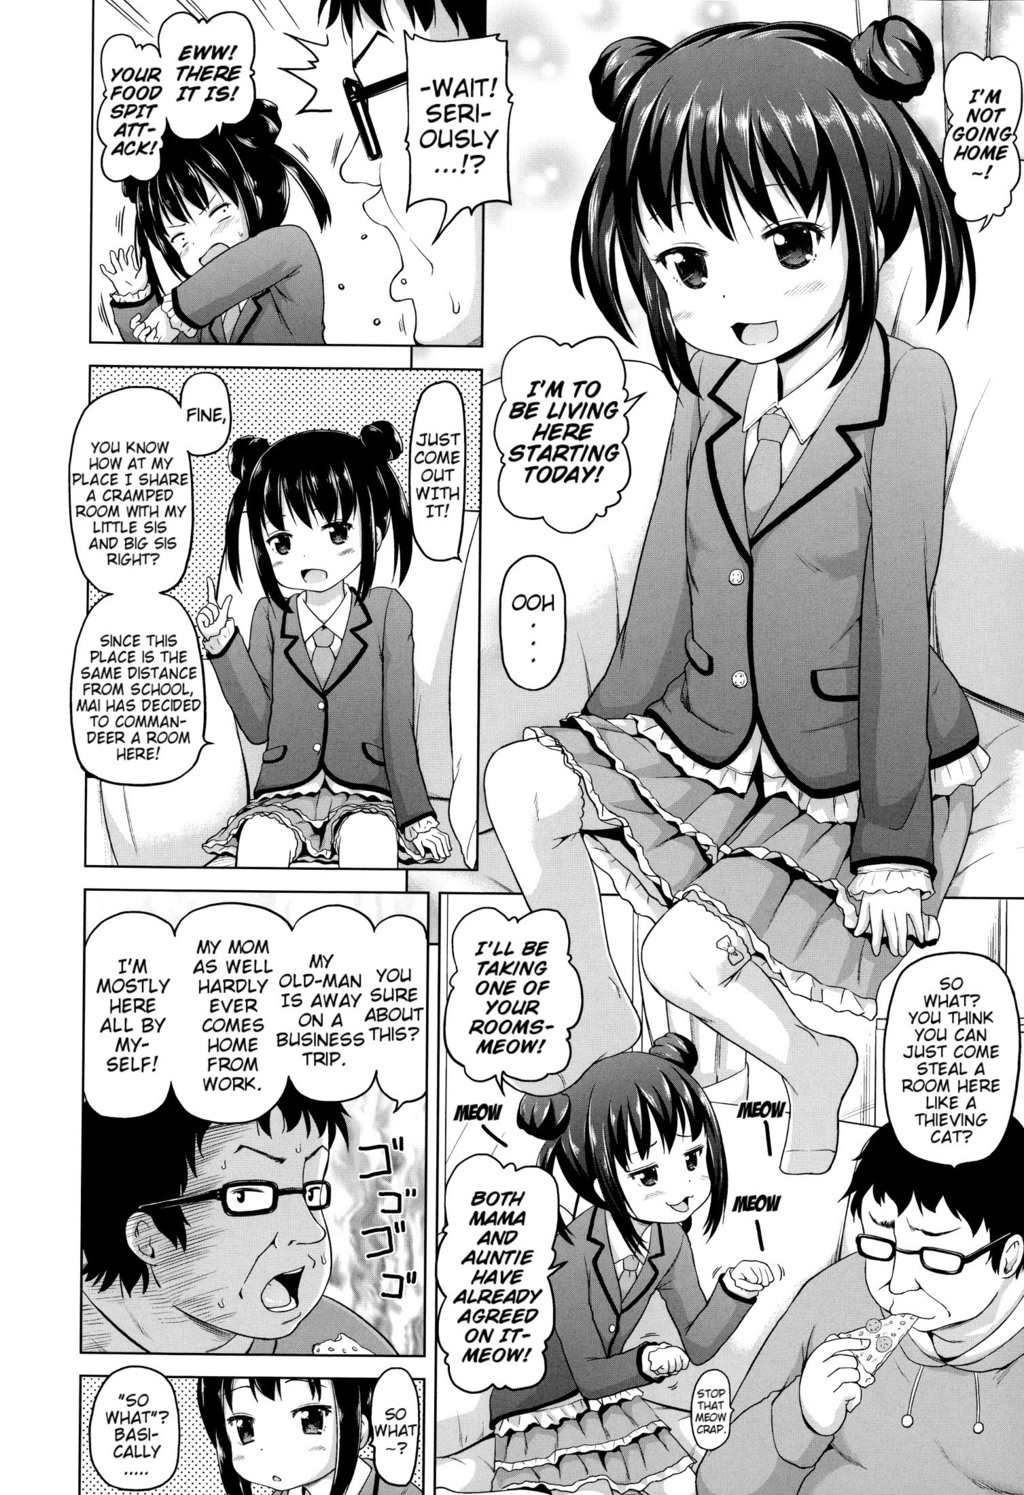 I'M
NOT
GOING
HOME
~!
I'M TO
BE LIVING
HERE
STARTING
TODAY!
OOH
....
-WAIT!
SERI-
OUSLY
...!?
EWW!
THERE
IT IS!
YOUR
FOOD
SPIT
ATT-
ACK!
JUST
COME
OUT
WITH
IT!
FINE,
YOU KNOW
HOW AT MY
PLACE I SHARE
A CRAMPED
ROOM WITH MY
LITTLE SIS
AND BIG SIS
RIGHT?
SINCE THIS
PLACE IS THE
SAME DISTANCE
FROM SCHOOL,
MAI HAS DECIDED
TO COMMAN-
DEER A ROOM
HERE!
SO
WHAT?
YOU THINK
YOU CAN
JUST COME
STEAL A
ROOM HERE
LIKE A
THIEVING
CAT?
I'LL BE
TAKING
ONE OF
YOUR
ROOMS-
MEOW!
MEOW
MEOW
MEOW
BOTH
MAMA
AND
AUNTIE
HAVE
ALREADY
AGREED
ON IT-
MEOW!
STOP
THAT
MEOW
CRAP.
YOU
SURE
ABOUT
THIS?
MY
OLD-MAN
IS AWAY
ON A
BUSINESS
TRIP.
MY MOM
AS WELL
HARDLY
EVER
COMES
HOME
FROM
WORK.
I'M
MOSTLY
HERE
ALL BY
MY-
SELF!
ゴゴゴゴ
SO
WHAT
~?
"SO
WHAT"?
BASI-
CALLY
.....